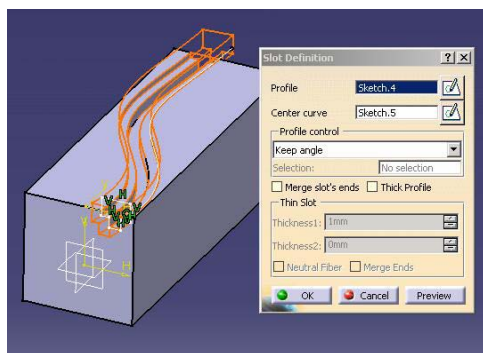 Slot Definition
Profile Sketch.4
Center curve Sketch.5
Profile control
Keep angle
Selection: No selection
Merge slot's ends Thick Profile
Thin Slot
Thickness1: 1mm
Thickness2: 0mm
Neutral Fiber Merge Ends
OK Cancel Preview
V
H